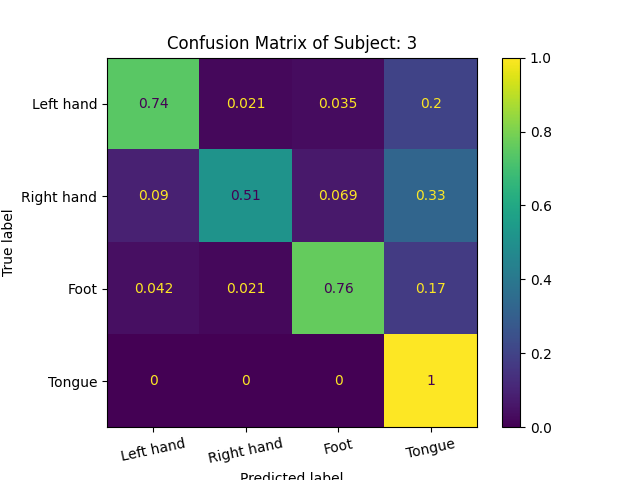 Confusion Matrix of Subject: 3
True label
Left hand 0.74 0.021 0.035 0.2
Right hand 0.09 0.51 0.069 0.33
Foot 0.042 0.021 0.76 0.17
Tongue 0 0 0 1
Left hand Right hand Foot Tongue
Predicted label
1.0
0.8
0.6
0.4
0.2
0.0